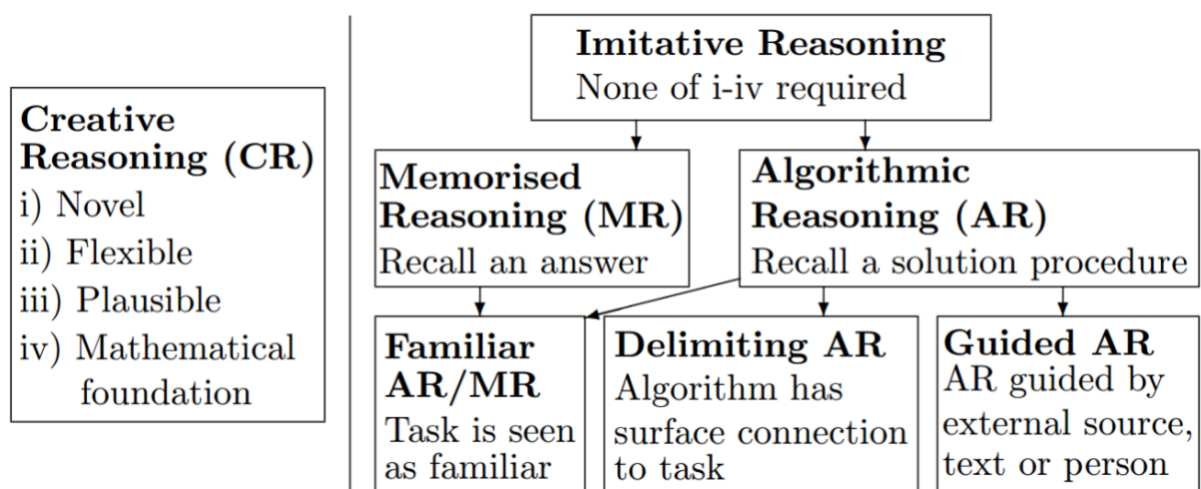 Creative
Reasoning (CR)
i) Novel
ii) Flexible
iii) Plausible
iv) Mathematical
foundation
Imitative Reasoning
None of i-iv required
Memorised
Reasoning (MR)
Recall an answer
Algorithmic
Reasoning (AR)
Recall a solution procedure
Familiar
AR/MR
Task is seen
as familiar
Delimiting AR
Algorithm has
surface connection
to task
Guided AR
AR guided by
external source,
text or person